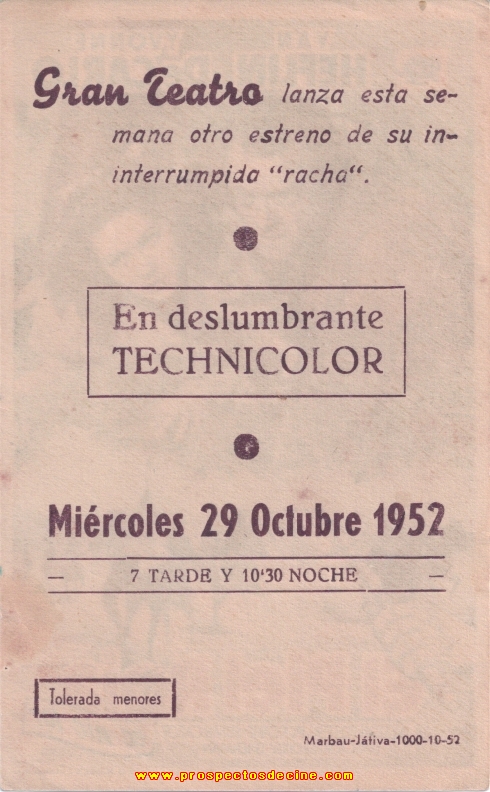 Gran Teatro lanza esta se-
mana otro estreno de su in-
interrumpida “racha“.
En deslumbrante
TECHNICOLOR
Miércoles 29 Octubre 1952
— 7 TARDE Y 10'30 NOCHE —
Tolerada menores
Marbau-Játiva-1000-10-52
www.prospectosdecine.com